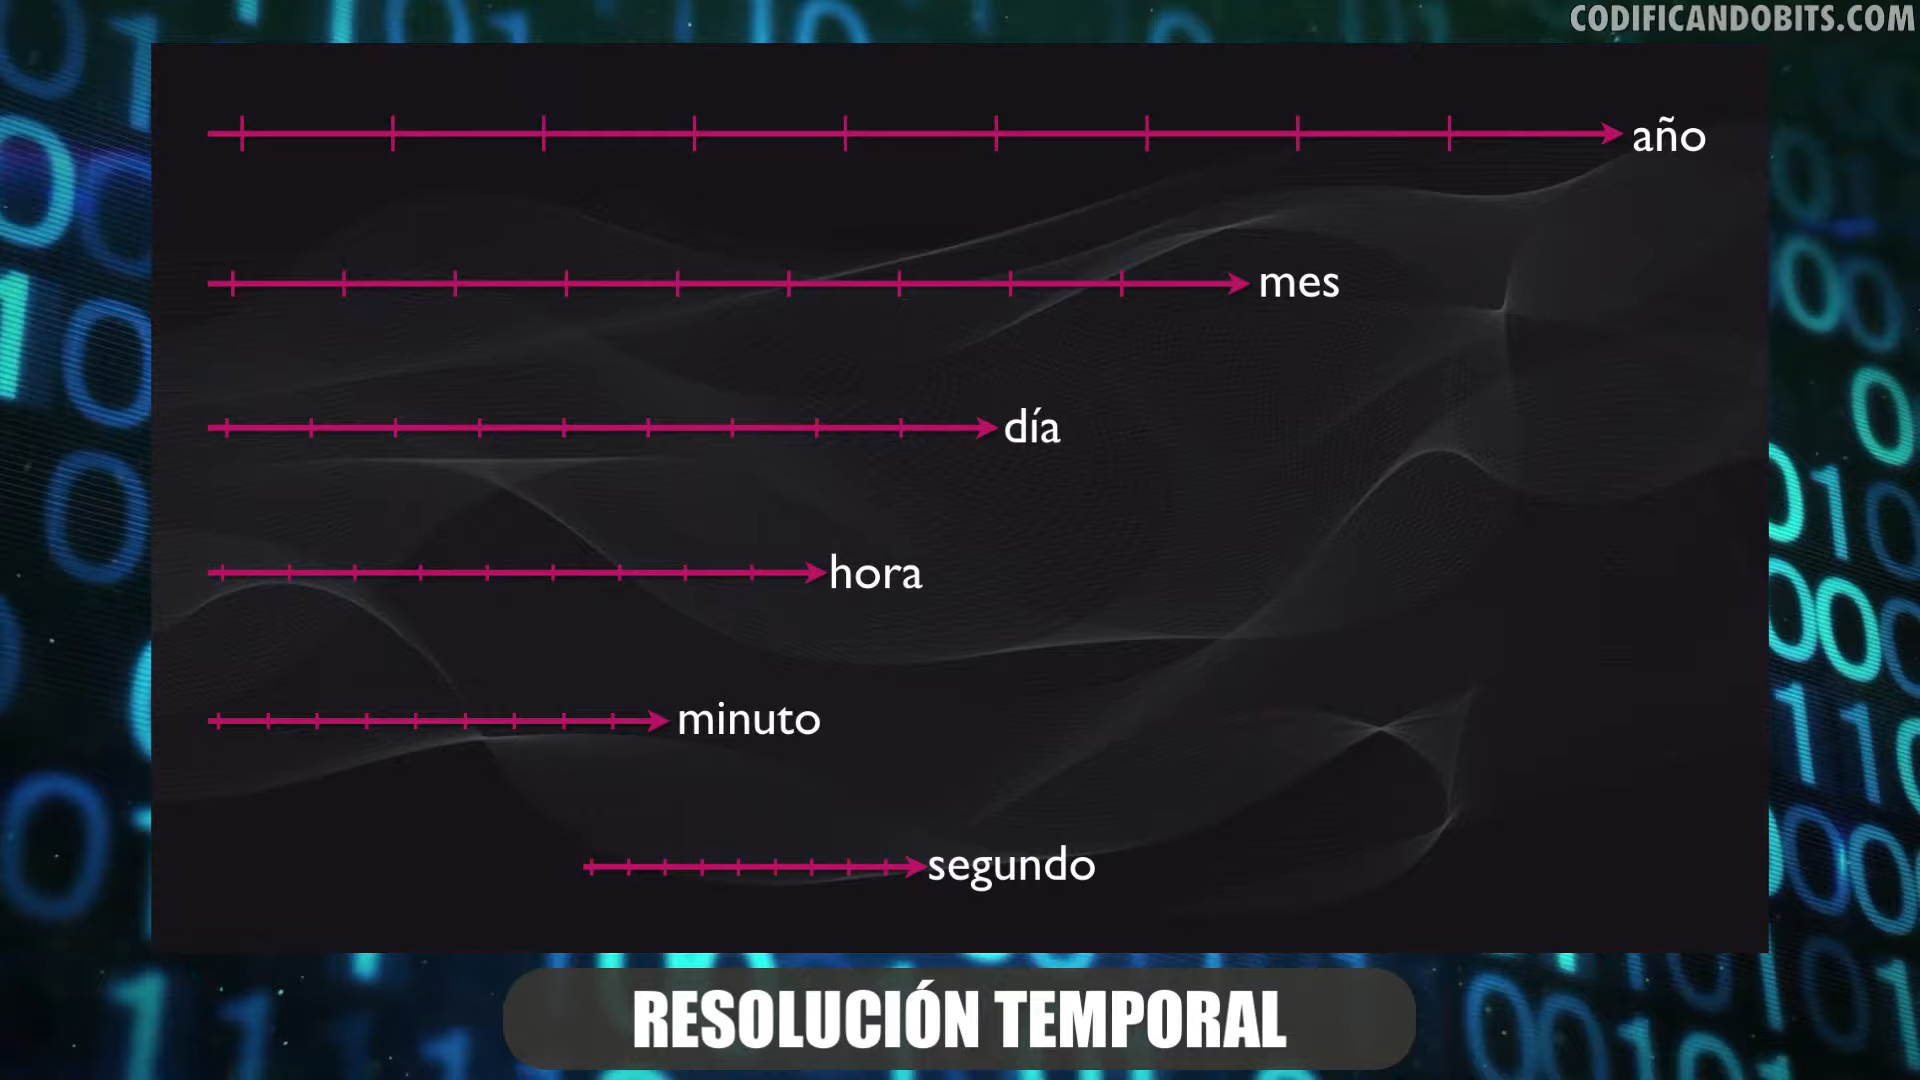 CODIFICANDOBITS.COM
año
mes
día
hora
minuto
segundo
RESOLUCIÓN TEMPORAL